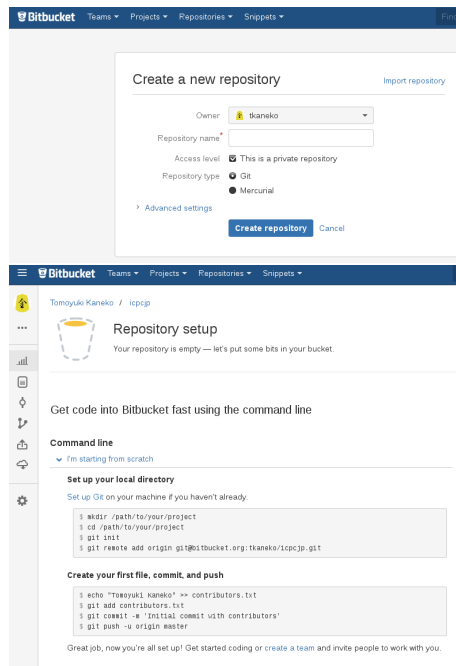 Bitbucket Teams Projects Repositories Snippets Find
Create a new repository Import repository
Owner tkaneko
Repository name*
Access level This is a private repository
Repository type Git
Mercurial
Advanced settings
Create repository Cancel
Bitbucket Teams Projects Repositories Snippets
Tomoyuki Kaneko / icpcjp
Repository setup
Your repository is empty — let's put some bits in your bucket.
Get code into Bitbucket fast using the command line
Command line
I'm starting from scratch
Set up your local directory
Set up Git on your machine if you haven't already.
$ mkdir /path/to/your/project
$ cd /path/to/your/project
$ git init
$ git remote add origin git@bitbucket.org:tkaneko/icpcjp.git
Create your first file, commit, and push
$ echo "Tomoyuki Kaneko" >> contributors.txt
$ git add contributors.txt
$ git commit -m 'Initial commit with contributors'
$ git push -u origin master
Great job, now you're all set up! Get started coding or create a team and invite people to work with you.